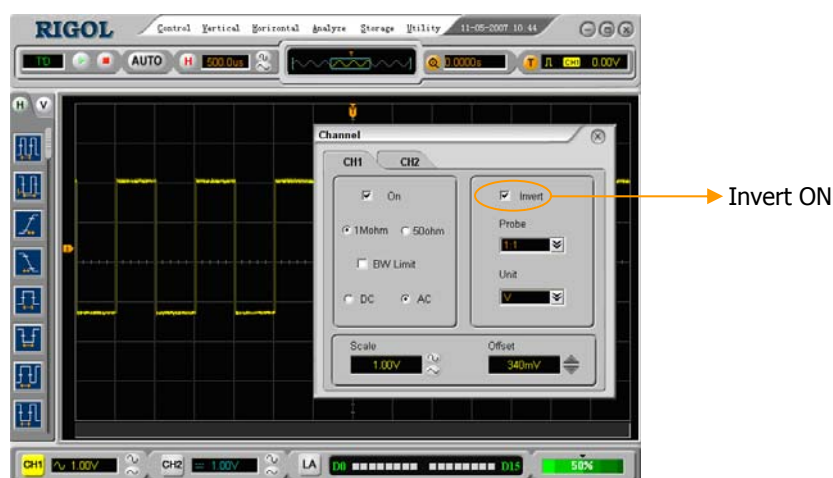 RIGOL Control Vertical Horizontal Analyze Storage Utility 11-05-2007 10:44
T'D AUTO H 500.0us 0.0000s T CH1 0.00V
H V
T
Channel
CH1 CH2
On Invert
Invert ON
1Mohm 50ohm Probe
1:1
BW Limit Unit
DC AC V
Scale Offset
1.00V 340mV
CH1 1.00V CH2 1.00V LA D0 D15 50%